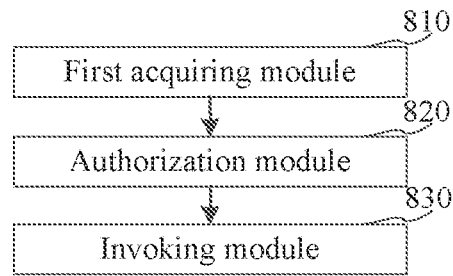 810
First acquiring module
820
Authorization module
830
Invoking module